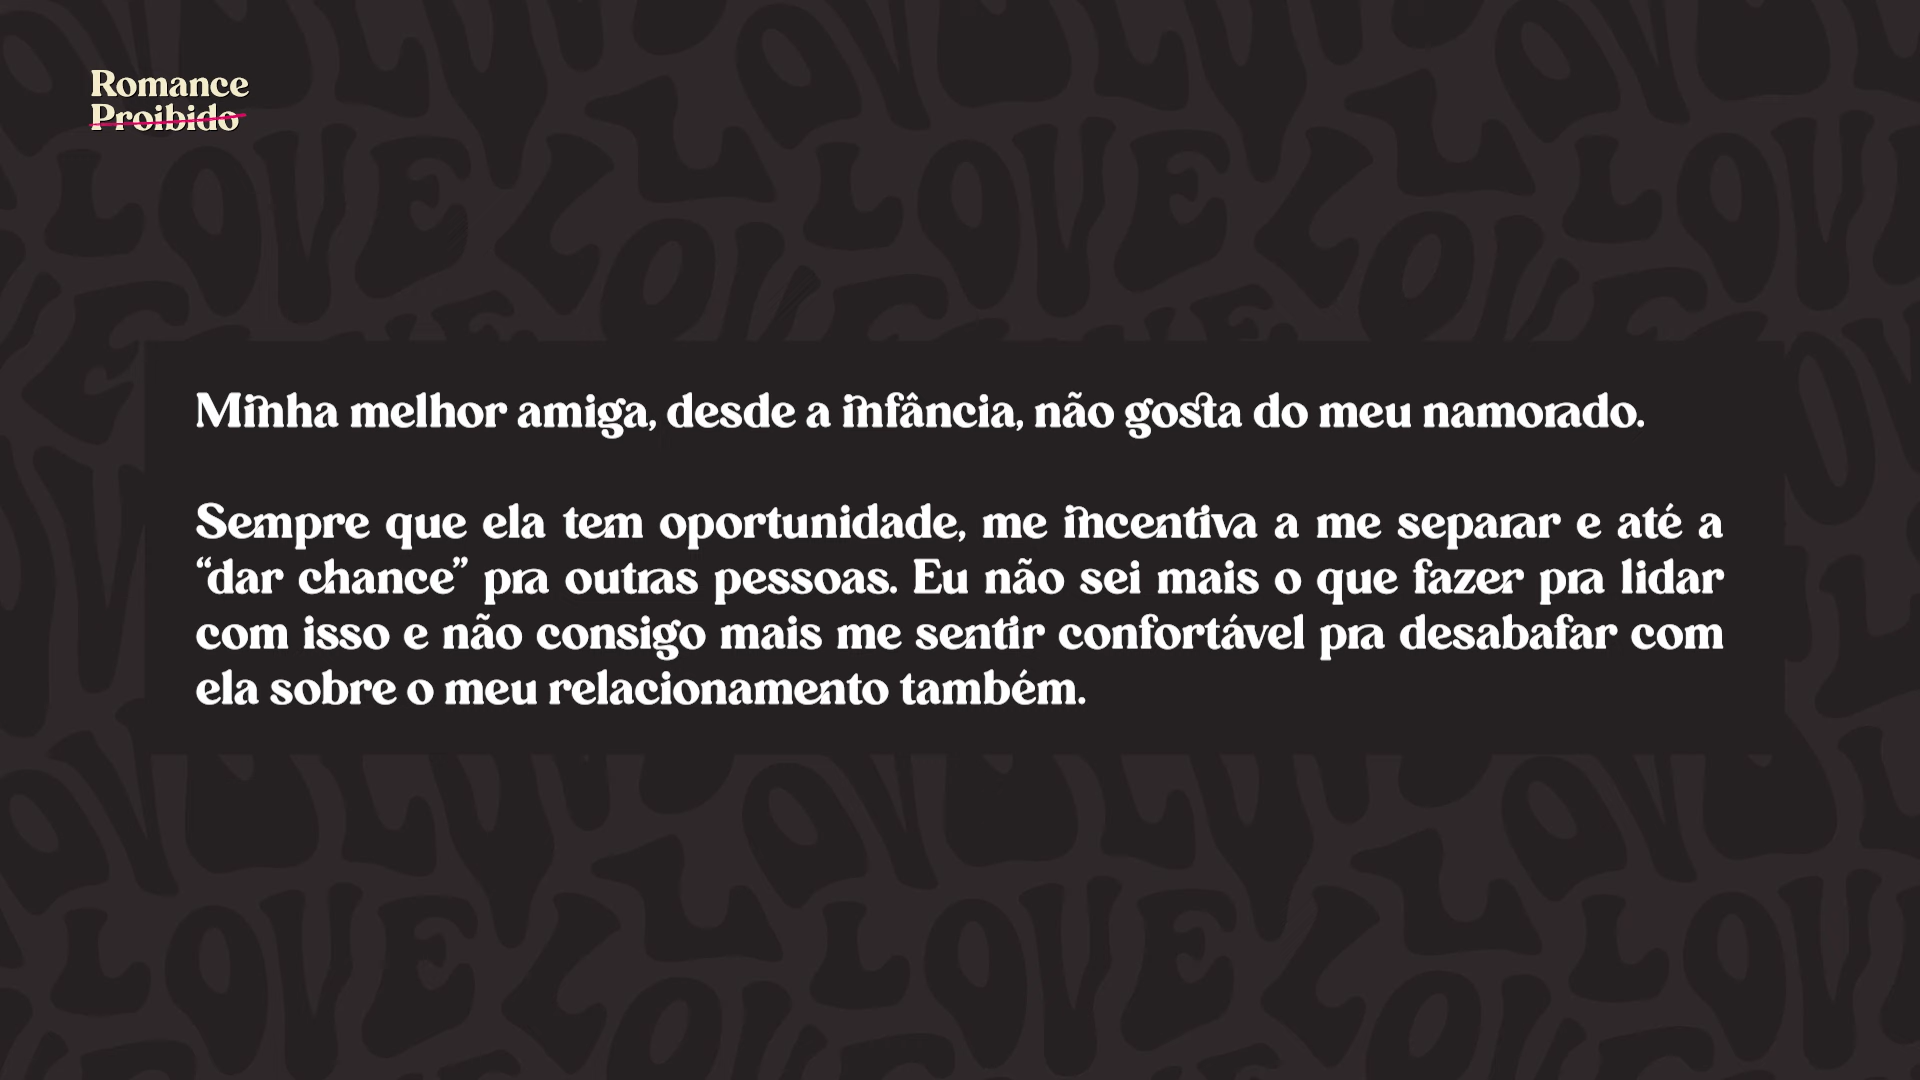 Romance
Proibido
Minha melhor amiga, desde a infância, não gosta do meu namorado.
Sempre que ela tem oportunidade, me incentiva a me separar e até a
“dar chance” pra outras pessoas. Eu não sei mais o que fazer pra lidar
com isso e não consigo mais me sentir confortável pra desabafar com
ela sobre o meu relacionamento também.